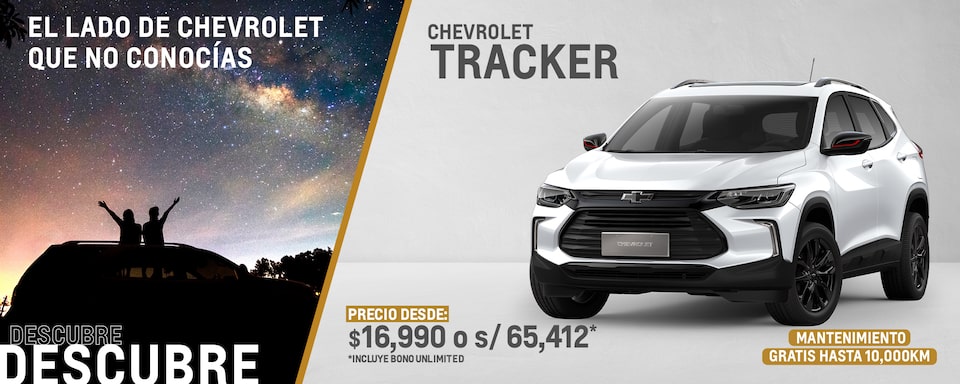 EL LADO DE CHEVROLET
QUE NO CONOCÍAS
DESCUBRE
DESCUBRE
CHEVROLET
TRACKER
CHEVROLET
PRECIO DESDE:
$16,990 o s/ 65,412*
*INCLUYE BONO UNLIMITED
MANTENIMIENTO
GRATIS HASTA 10,000KM